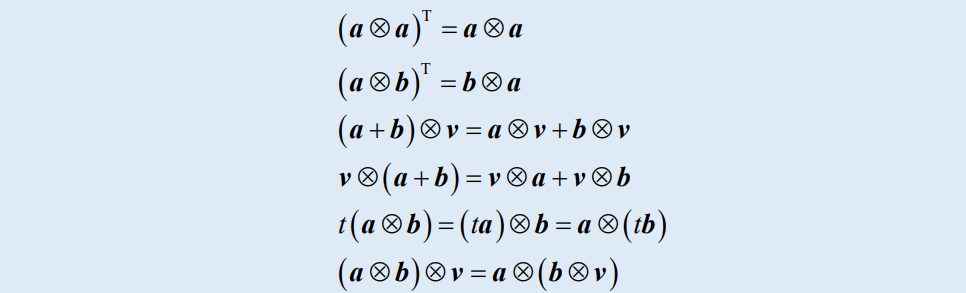 (a ⊗ a)ᵀ = a ⊗ a
(a ⊗ b)ᵀ = b ⊗ a
(a + b) ⊗ v = a ⊗ v + b ⊗ v
v ⊗ (a + b) = v ⊗ a + v ⊗ b
t(a ⊗ b) = (ta) ⊗ b = a ⊗ (tb)
(a ⊗ b) ⊗ v = a ⊗ (b ⊗ v)